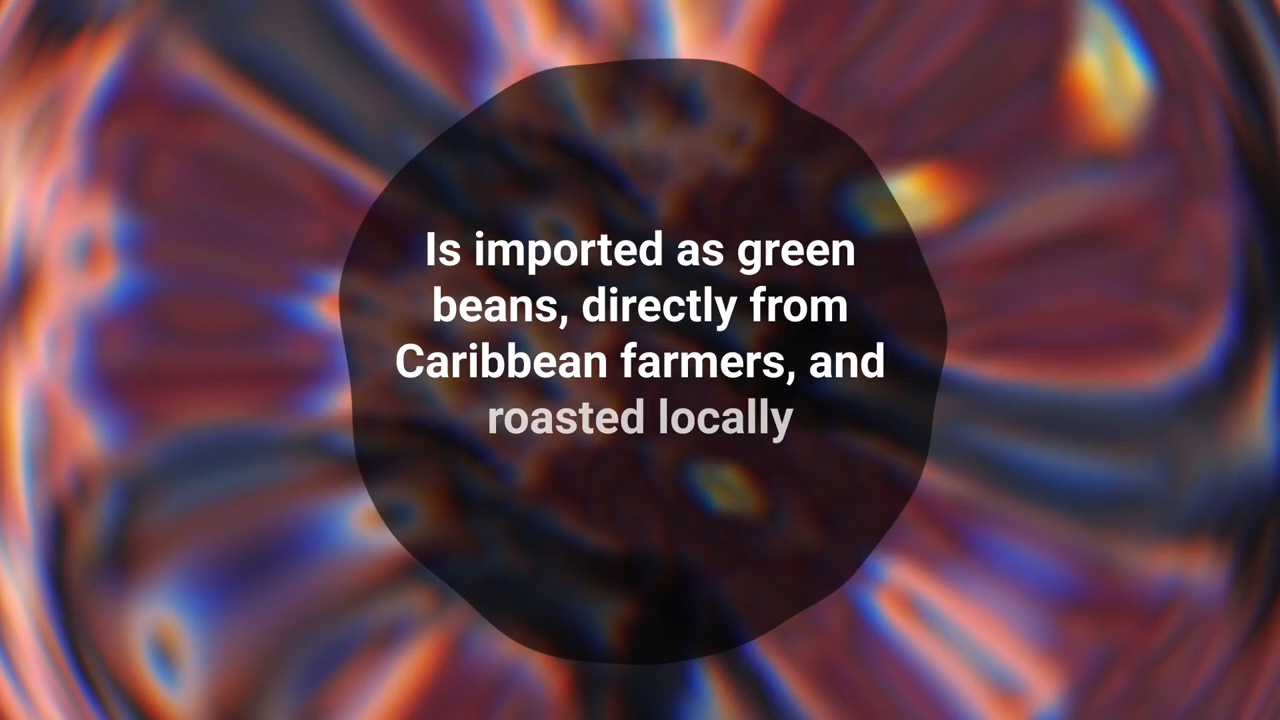 Is imported as green
beans, directly from
Caribbean farmers, and
roasted locally